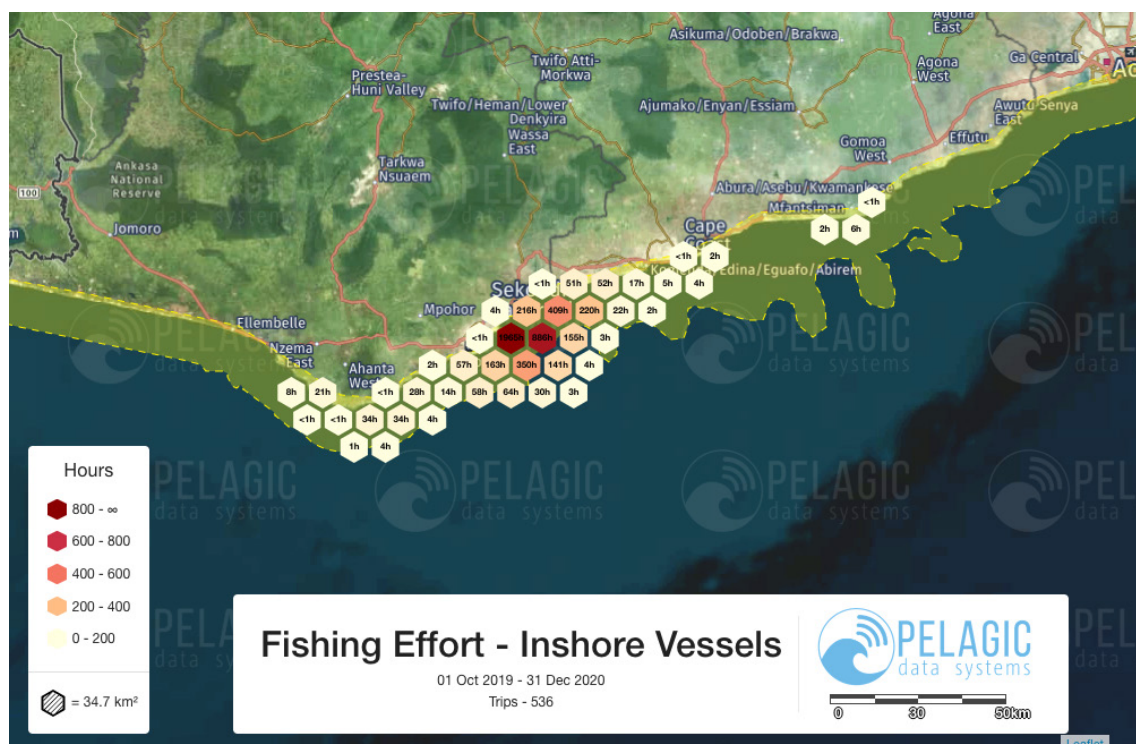 Agona
East
Asikuma/Odoben/Brakwa
Twifo Atti-
Morkwa
Ga Central
Agona
West
Prestea-
Huni Valley
Twifo/Heman/Lower
Denkyira
Ajumako/Enyan/Essiam
Awutu Senya
East
Wassa
East
Effutu
Gomoa
West
Ankasa
National
Reserve
Tarkwa
Nsuaem
100
Abura/Asebu/Kwamankese
Mfantsiman
Jomoro
Cape
<1h
2h 6h
<1h 2h
Komenda/Edina/Eguafo/Abirem
<1h 51h 52h 17h 5h 4h
Mpohor
4h 216h 409h 220h 22h 2h
Ellembelle
<1h 1965h 686h 155h 3h
Nzema
East
Ahanta
West
2h 57h 163h 350h 141h 4h
8h 21h <1h 28h 14h 58h 64h 30h 3h
<1h <1h 34h 34h 4h
1h 4h
PELAGIC
data systems
Hours
800 - ∞
600 - 800
400 - 600
200 - 400
0 - 200
= 34.7 km²
Fishing Effort - Inshore Vessels
01 Oct 2019 - 31 Dec 2020
Trips - 536
PELAGIC
data systems
0 30 50km